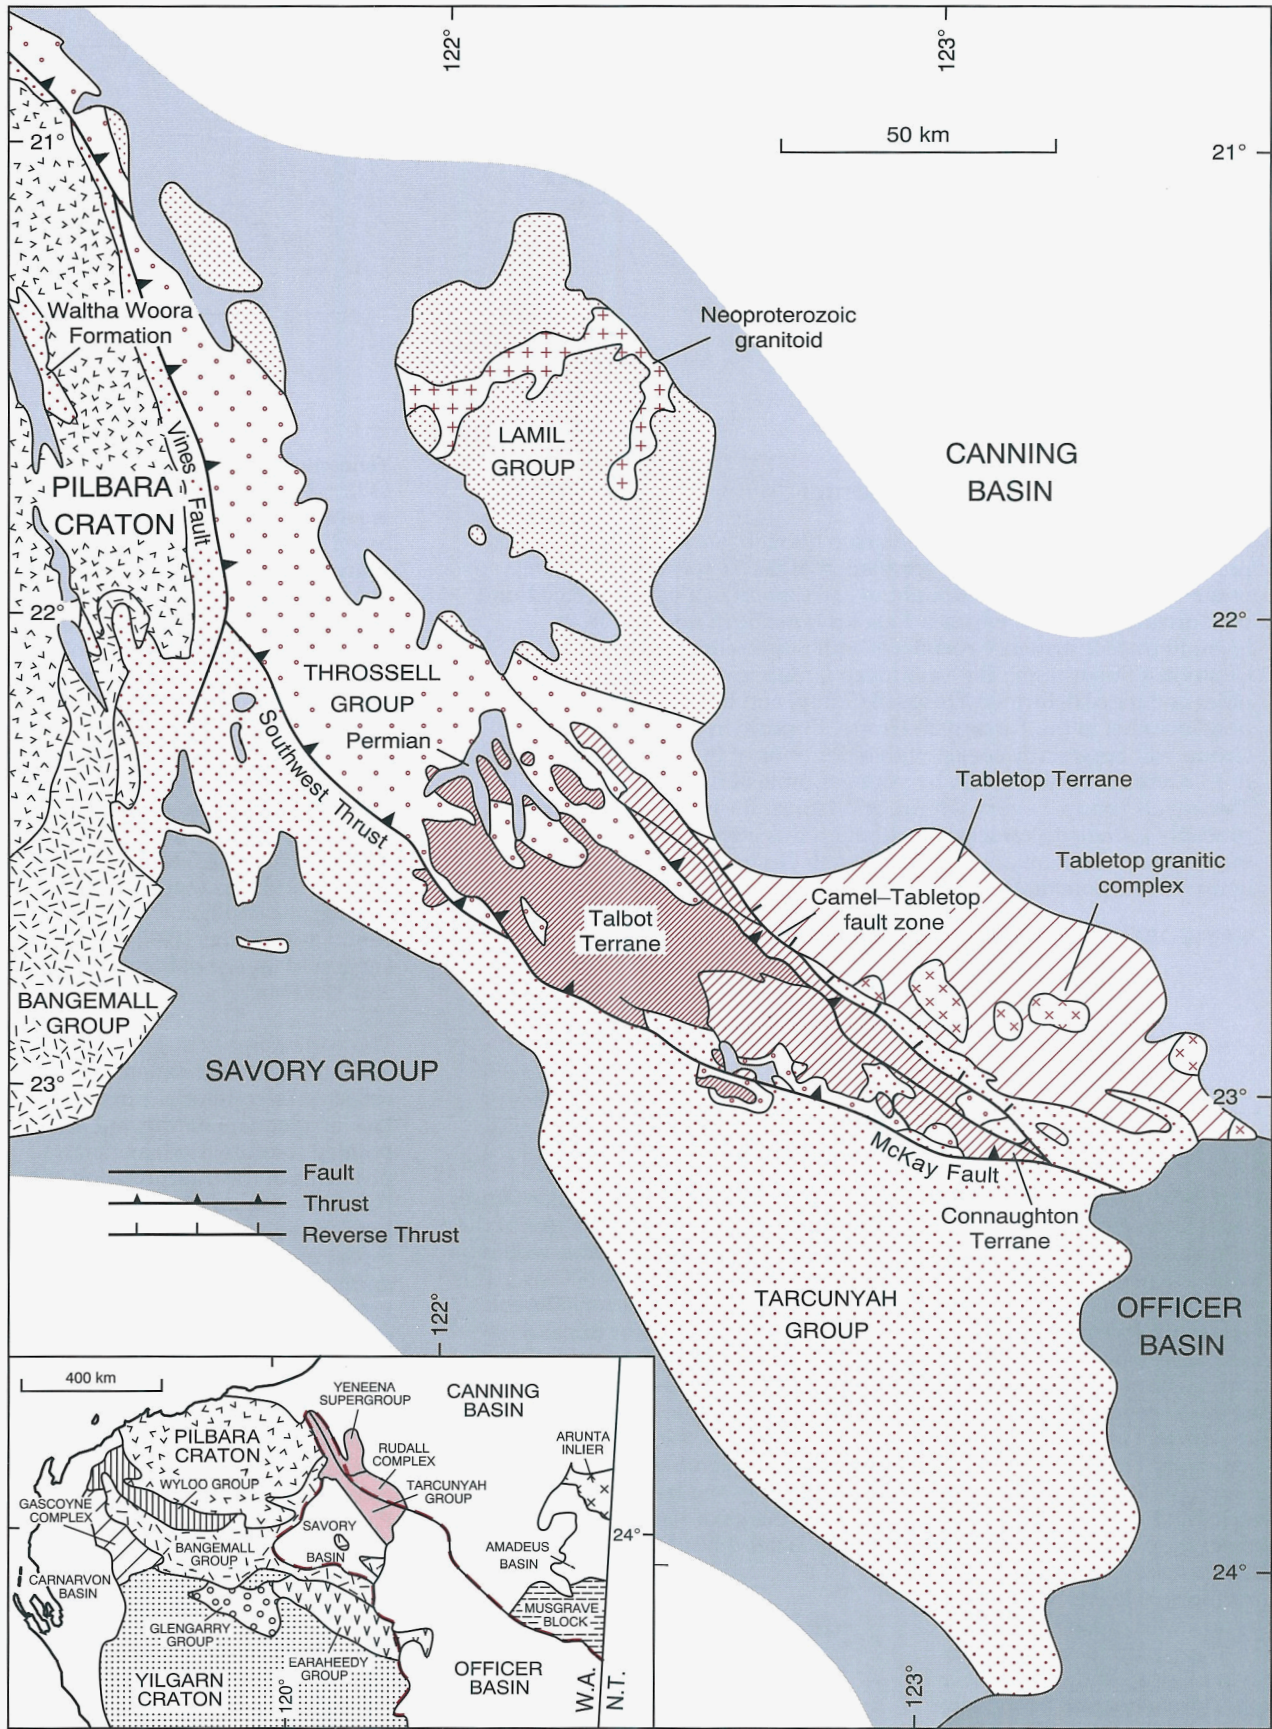 122°
123°
50 km
21°
21°
Waltha Woora
Formation
Neoproterozoic
granitoid
LAMIL
GROUP
CANNING
BASIN
Vines Fault
PILBARA
CRATON
22°
22°
THROSSELL
GROUP
Permian
Southwest Thrust
Tabletop Terrane
Tabletop granitic
complex
Camel–Tabletop
fault zone
Talbot
Terrane
BANGEMALL
GROUP
SAVORY GROUP
23°
23°
McKay Fault
Connaughton
Terrane
Fault
Thrust
Reverse Thrust
TARCUNYAH
GROUP
OFFICER
BASIN
122°
24°
123°
400 km
YENEENA
SUPERGROUP
CANNING
BASIN
PILBARA
CRATON
RUDALL
COMPLEX
ARUNTA
INLIER
WYLOO GROUP
TARCUNYAH
GROUP
GASCOYNE
COMPLEX
SAVORY
BASIN
24°
BANGEMALL
GROUP
AMADEUS
BASIN
CARNARVON
BASIN
MUSGRAVE
BLOCK
GLENGARRY
GROUP
EARAHEEDY
GROUP
OFFICER
BASIN
YILGARN
CRATON
120°
W.A.
N.T.